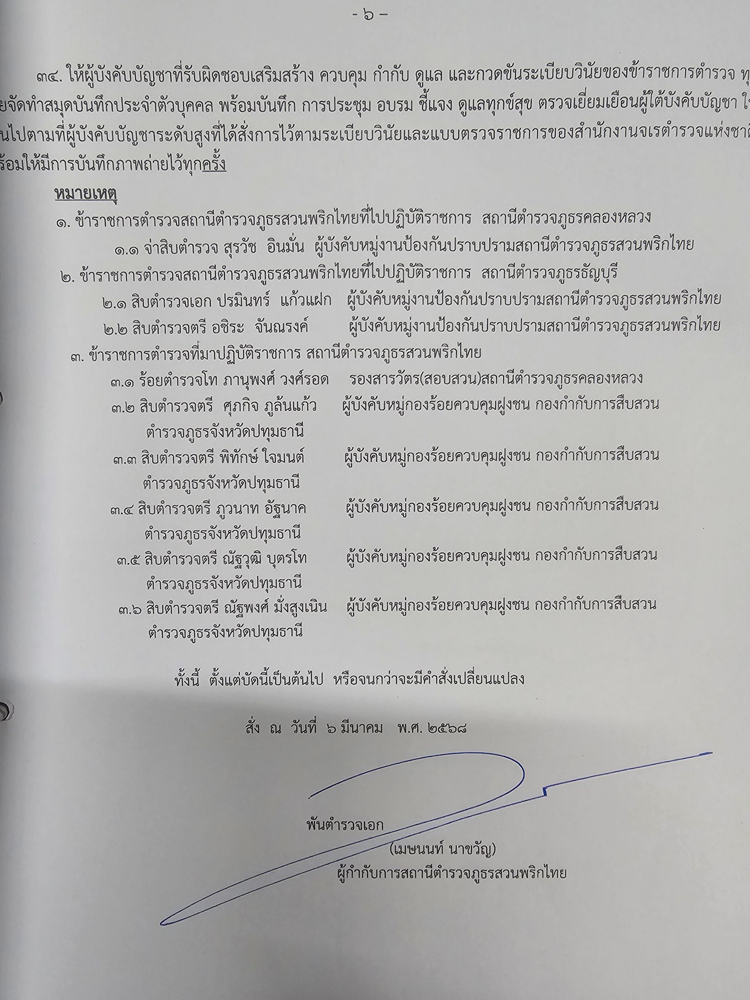 - ๖ –
๓๔. ให้ผู้บังคับบัญชาที่รับผิดชอบเสริมสร้าง ควบคุม กำกับ ดูแล และกวดขันระเบียบวินัยของข้าราชการตำรวจ
จัดทำสมุดบันทึกประจำตัวบุคคล พร้อมบันทึก การประชุม อบรม ชี้แจง ดูแลทุกข์สุข ตรวจเยี่ยมเยือนผู้ใต้บังคับบัญชา
นไปตามที่ผู้บังคับบัญชาระดับสูงที่ได้สั่งการไว้ตามระเบียบวินัยและแบบตรวจราชการของสำนักงานจเรตำรวจแห่งชาติ
ร้อมให้มีการบันทึกภาพถ่ายไว้ทุกครั้ง
หมายเหตุ
๑. ข้าราชการตำรวจสถานีตำรวจภูธรสวนพริกไทยที่ไปปฏิบัติราชการ สถานีตำรวจภูธรคลองหลวง
๑.๑ จ่าสิบตำรวจ สุรวัช อินมั่น ผู้บังคับหมู่งานป้องกันปราบปรามสถานีตำรวจภูธรสวนพริกไทย
๒. ข้าราชการตำรวจสถานีตำรวจภูธรสวนพริกไทยที่ไปปฏิบัติราชการ สถานีตำรวจภูธรธัญบุรี
๒.๑ สิบตำรวจเอก ปรมินทร์ แก้วแฝก ผู้บังคับหมู่งานป้องกันปราบปรามสถานีตำรวจภูธรสวนพริกไทย
๒.๒ สิบตำรวจตรี อชิระ จันณรงค์ ผู้บังคับหมู่งานป้องกันปราบปรามสถานีตำรวจภูธรสวนพริกไทย
๓. ข้าราชการตำรวจที่มาปฏิบัติราชการ สถานีตำรวจภูธรสวนพริกไทย
๓.๑ ร้อยตำรวจโท ภานุพงศ์ วงศ์รอด รองสารวัตร(สอบสวน)สถานีตำรวจภูธรคลองหลวง
๓.๒ สิบตำรวจตรี ศุภกิจ ภูล้นแก้ว ผู้บังคับหมู่กองร้อยควบคุมฝูงชน กองกำกับการสืบสวน
ตำรวจภูธรจังหวัดปทุมธานี
๓.๓ สิบตำรวจตรี พิทักษ์ ใจมนต์ ผู้บังคับหมู่กองร้อยควบคุมฝูงชน กองกำกับการสืบสวน
ตำรวจภูธรจังหวัดปทุมธานี
๓.๔ สิบตำรวจตรี ภูวนาท อัฐนาค ผู้บังคับหมู่กองร้อยควบคุมฝูงชน กองกำกับการสืบสวน
ตำรวจภูธรจังหวัดปทุมธานี
๓.๕ สิบตำรวจตรี ณัฐวุฒิ บุตรโท ผู้บังคับหมู่กองร้อยควบคุมฝูงชน กองกำกับการสืบสวน
ตำรวจภูธรจังหวัดปทุมธานี
๓.๖ สิบตำรวจตรี ณัฐพงศ์ มั่งสูงเนิน ผู้บังคับหมู่กองร้อยควบคุมฝูงชน กองกำกับการสืบสวน
ตำรวจภูธรจังหวัดปทุมธานี
ทั้งนี้ ตั้งแต่บัดนี้เป็นต้นไป หรือจนกว่าจะมีคำสั่งเปลี่ยนแปลง
สั่ง ณ วันที่ ๖ มีนาคม พ.ศ. ๒๕๖๘
พันตำรวจเอก
(เมษนนท์ นาขวัญ)
ผู้กำกับการสถานีตำรวจภูธรสวนพริกไทย